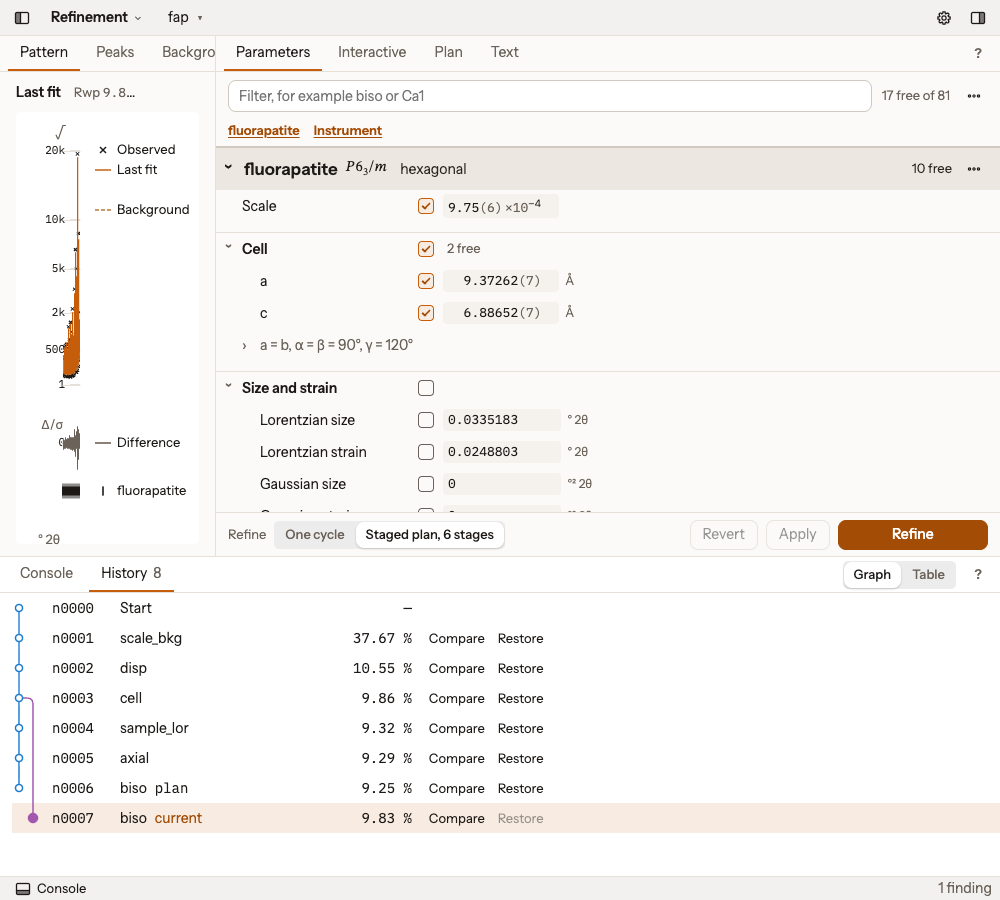 Refinement fap
Pattern Peaks Backgro
Parameters Interactive Plan Text ?
Last fit Rwp 9.8…
Filter, for example biso or Ca1
17 free of 81
fluorapatite Instrument
√
20k
10k
5k
2k
500
1
Observed
Last fit
Background
Δ/σ
0
Difference
fluorapatite
° 2θ
fluorapatite P6₃/m hexagonal 10 free
Scale 9.75(6) ×10⁻⁴
Cell 2 free
a 9.37262(7) Å
c 6.88652(7) Å
a = b, α = β = 90°, γ = 120°
Size and strain
Lorentzian size 0.0335183 ° 2θ
Lorentzian strain 0.0248803 ° 2θ
Gaussian size 0 °² 2θ
Refine One cycle Staged plan, 6 stages Revert Apply Refine
Console History 8 Graph Table ?
n0000 Start —
n0001 scale_bkg 37.67 % Compare Restore
n0002 disp 10.55 % Compare Restore
n0003 cell 9.86 % Compare Restore
n0004 sample_lor 9.32 % Compare Restore
n0005 axial 9.29 % Compare Restore
n0006 biso plan 9.25 % Compare Restore
n0007 biso current 9.83 % Compare Restore
Console 1 finding